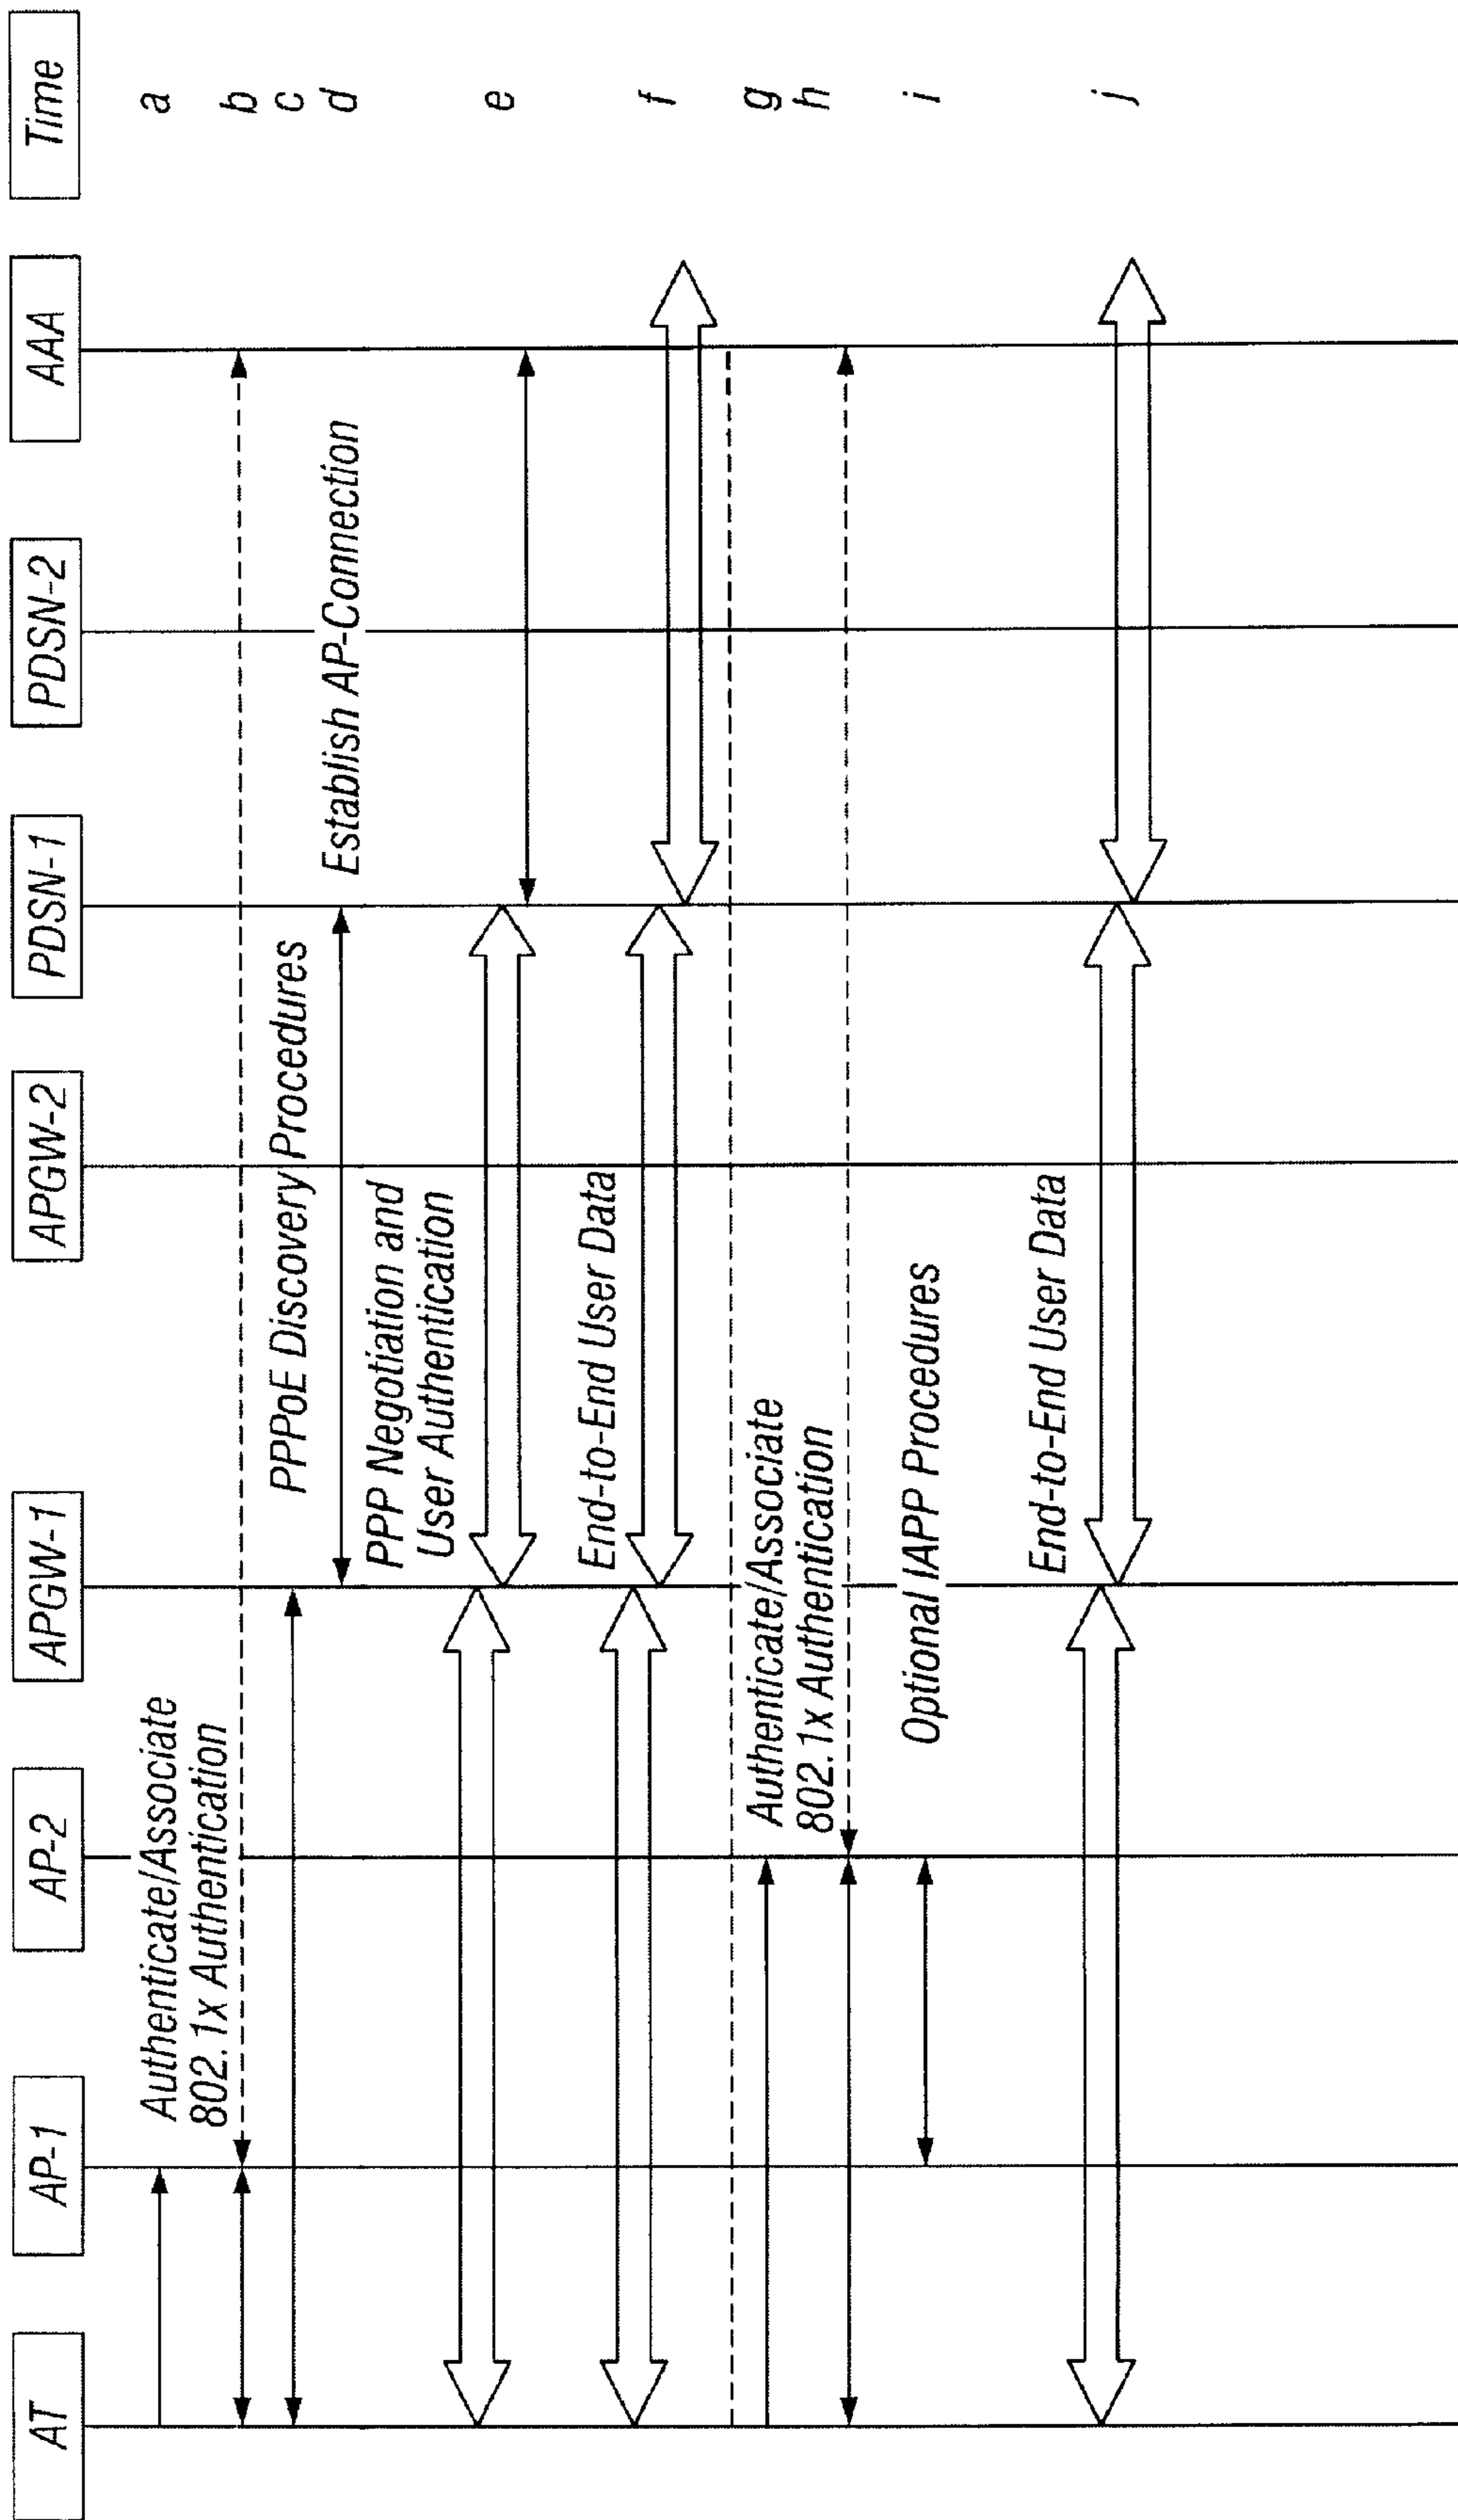 AT
AP-1
AP-2
APGW-1
APGW-2
PDSN-1
PDSN-2
AAA
Time
Authenticate/Associate
a
802.1x Authentication
b
PPPoE Discovery Procedures
c
Establish AP-Connection
d
PPP Negotiation and
User Authentication
e
End-to-End User Data
f
Authenticate/Associate
g
802.1x Authentication
h
Optional IAPP Procedures
i
End-to-End User Data
j